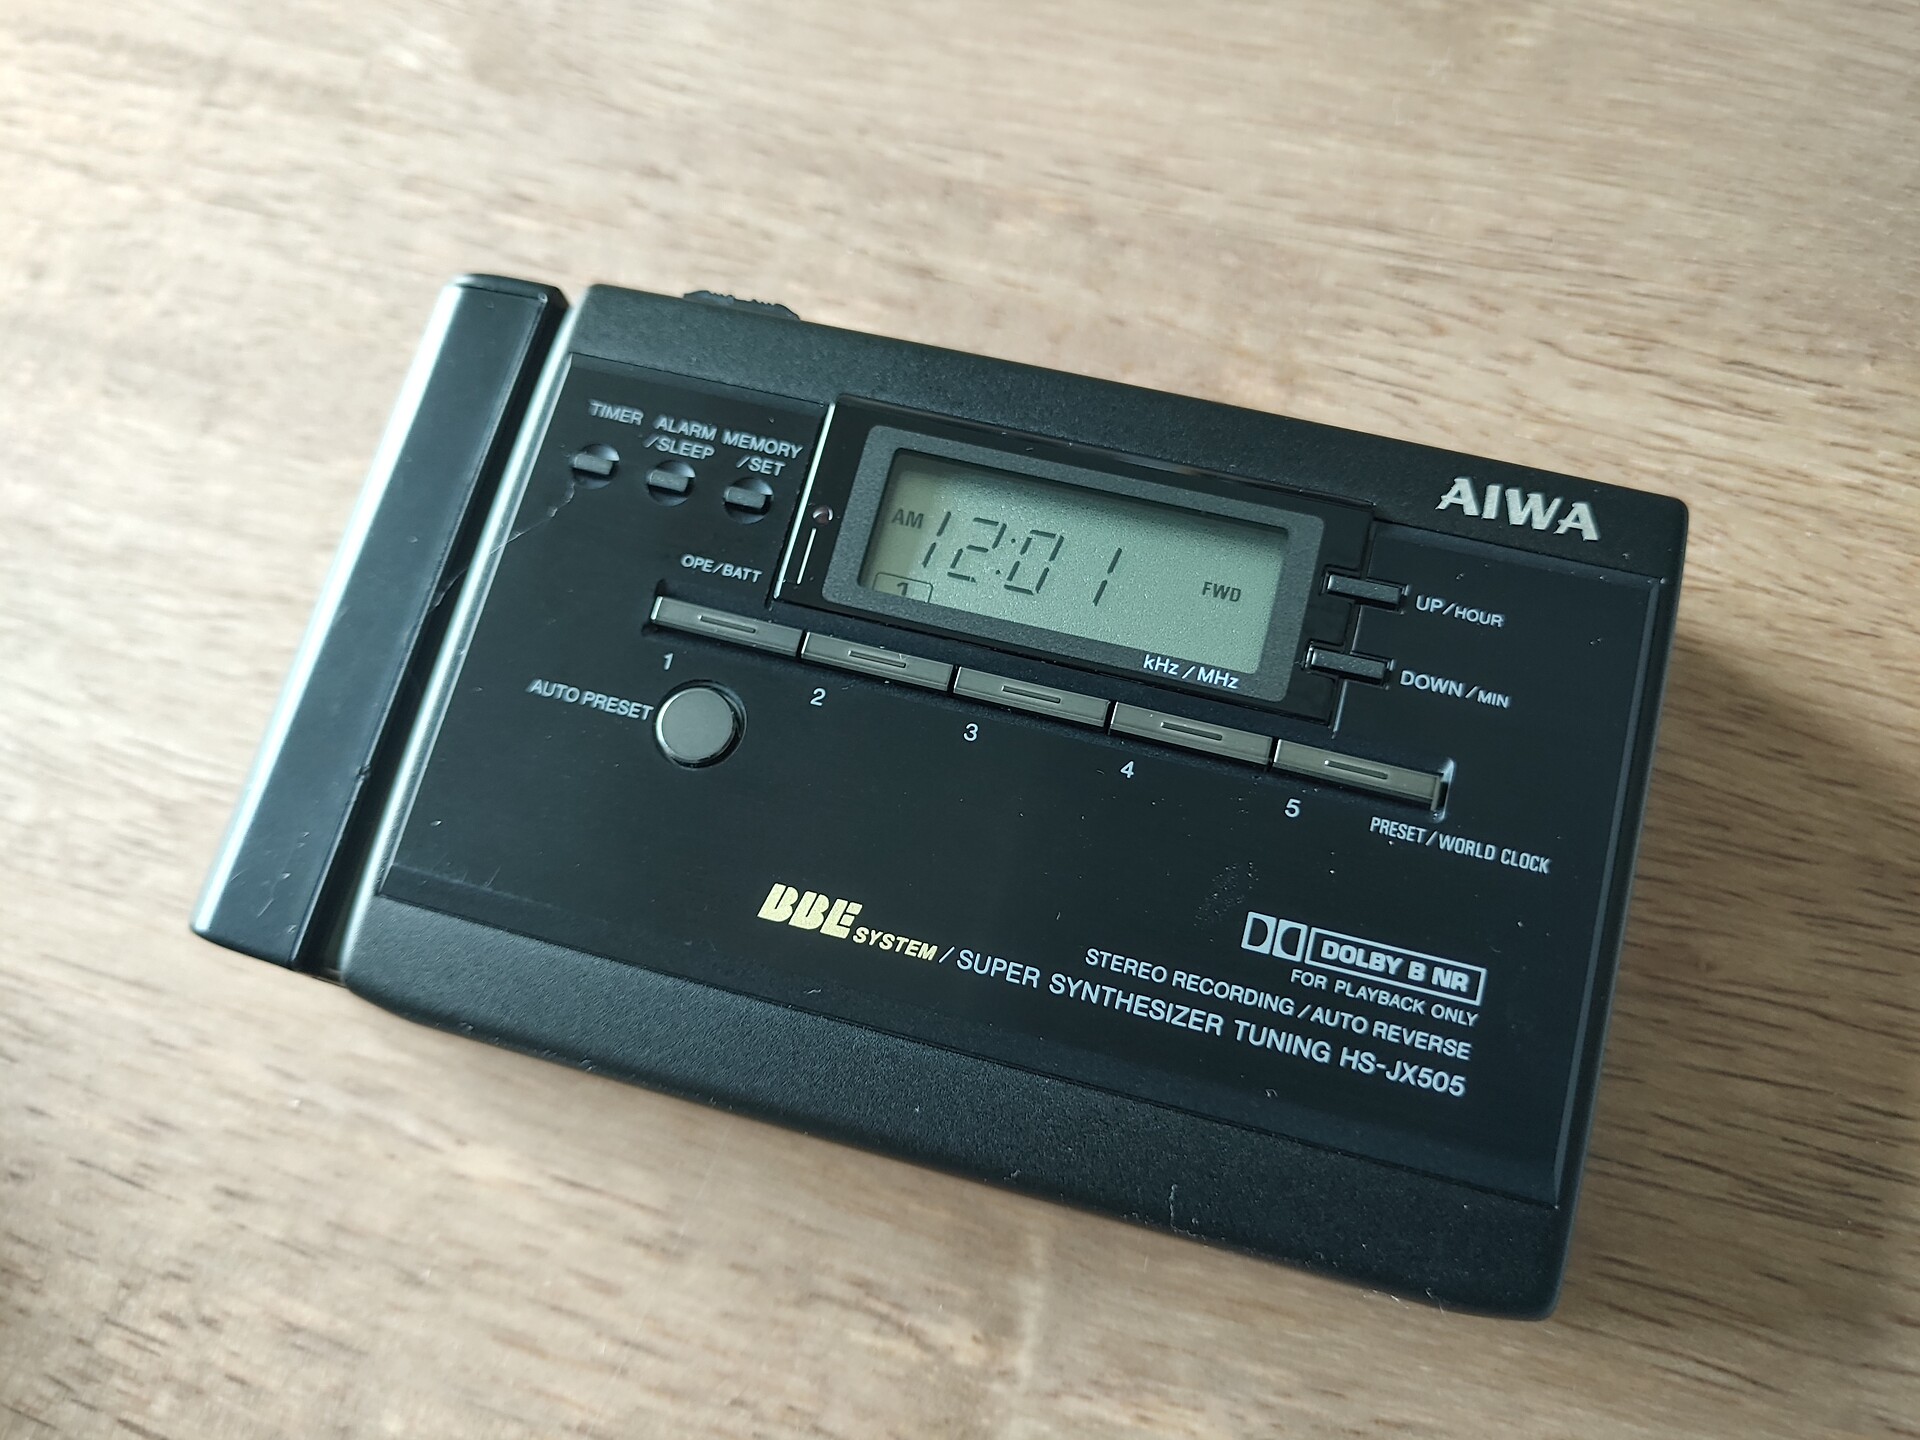 AIWA
TIMER
ALARM
/SLEEP
MEMORY
/SET
AM 12:01
1
FWD
kHz / MHz
UP/HOUR
DOWN/MIN
OPE/BATT
1
2
3
4
5
AUTO PRESET
PRESET/WORLD CLOCK
DOLBY B NR
FOR PLAYBACK ONLY
STEREO RECORDING/AUTO REVERSE
BBE SYSTEM/SUPER SYNTHESIZER TUNING HS-JX505